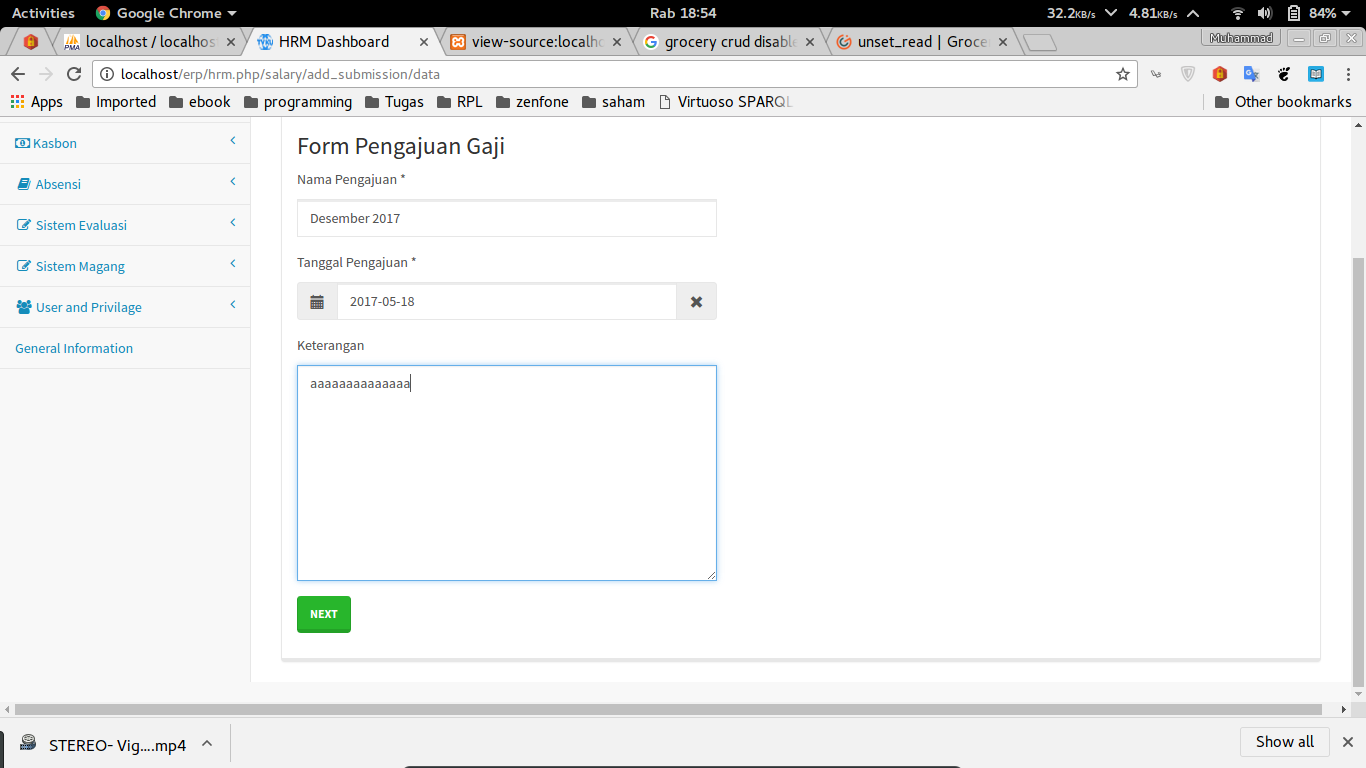 Activities Google Chrome Rab 18:54 32.2KB/s 4.81KB/s 84%
localhost / localhos HRM Dashboard view-source:localho grocery crud disable unset_read | Groce Muhammad
localhost/erp/hrm.php/salary/add_submission/data
Apps Imported ebook programming Tugas RPL zenfone saham Virtuoso SPARQL Other bookmarks
Kasbon
Absensi
Sistem Evaluasi
Sistem Magang
User and Privilage
General Information
Form Pengajuan Gaji
Nama Pengajuan *
Desember 2017
Tanggal Pengajuan *
2017-05-18
Keterangan
aaaaaaaaaaaaaa
NEXT
STEREO- Vig....mp4 Show all